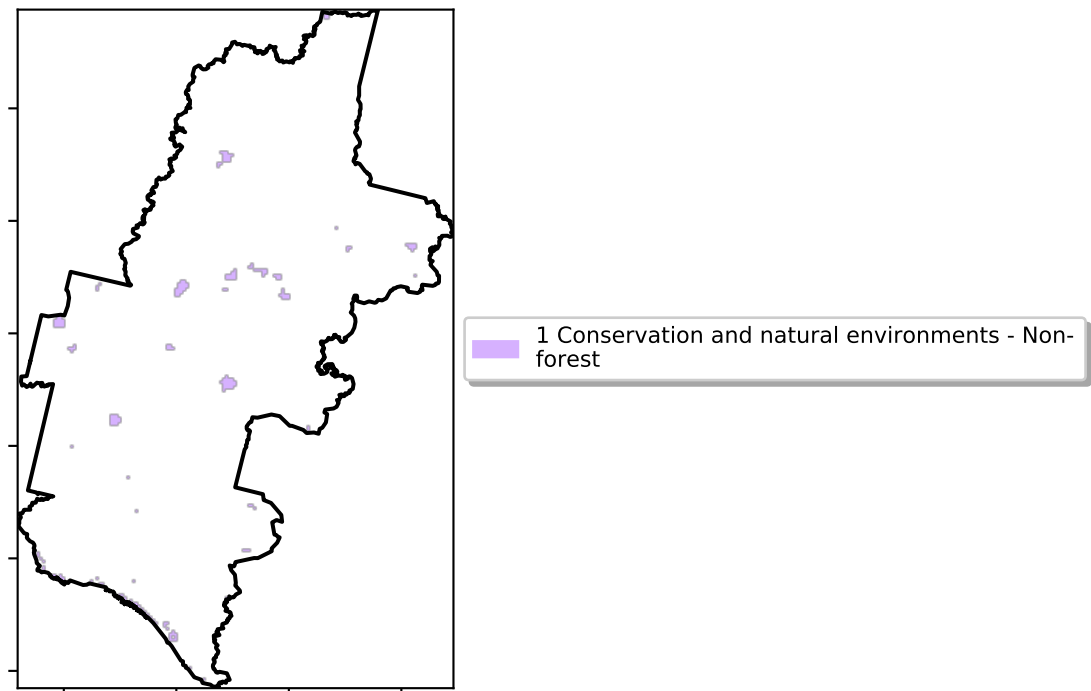 1 Conservation and natural environments - Non-
forest